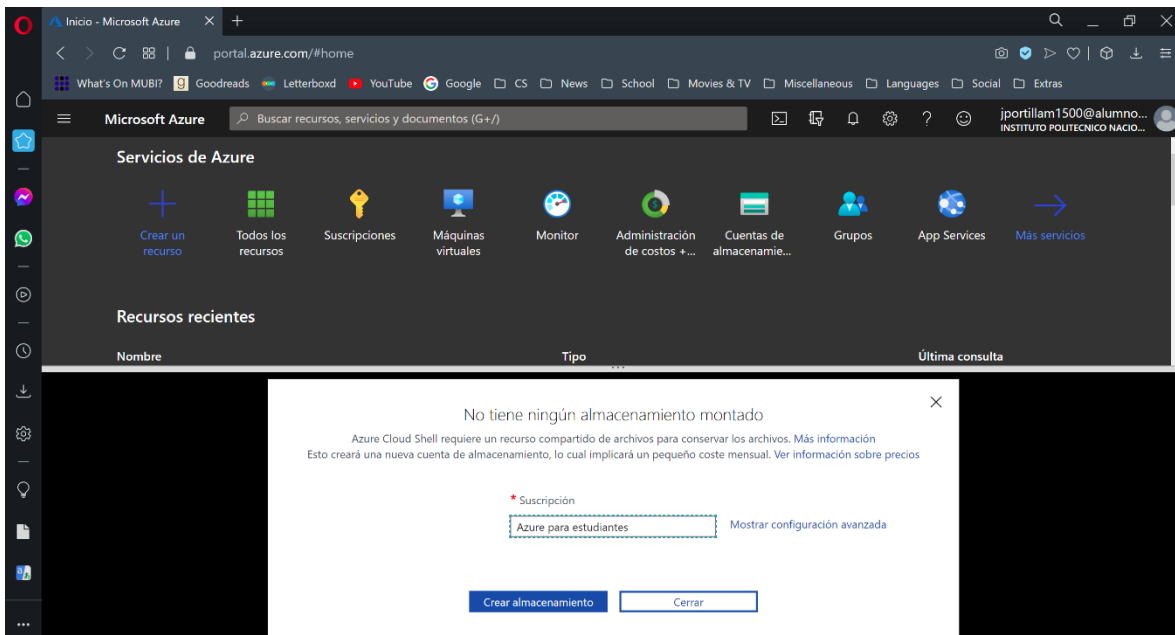 Inicio - Microsoft Azure
portal.azure.com/#home
What's On MUBI? Goodreads Letterboxd YouTube Google CS News School Movies & TV Miscellaneous Languages Social Extras
Microsoft Azure Buscar recursos, servicios y documentos (G+/) jportillam1500@alumno...
INSTITUTO POLITECNICO NACIO...
Servicios de Azure
Crear un recurso
Todos los recursos
Suscripciones
Máquinas virtuales
Monitor
Administración de costos +...
Cuentas de almacenamie...
Grupos
App Services
Más servicios
Recursos recientes
Nombre Tipo Última consulta
No tiene ningún almacenamiento montado
Azure Cloud Shell requiere un recurso compartido de archivos para conservar los archivos. Más información
Esto creará una nueva cuenta de almacenamiento, lo cual implicará un pequeño coste mensual. Ver información sobre precios
* Suscripción
Azure para estudiantes Mostrar configuración avanzada
Crear almacenamiento Cerrar